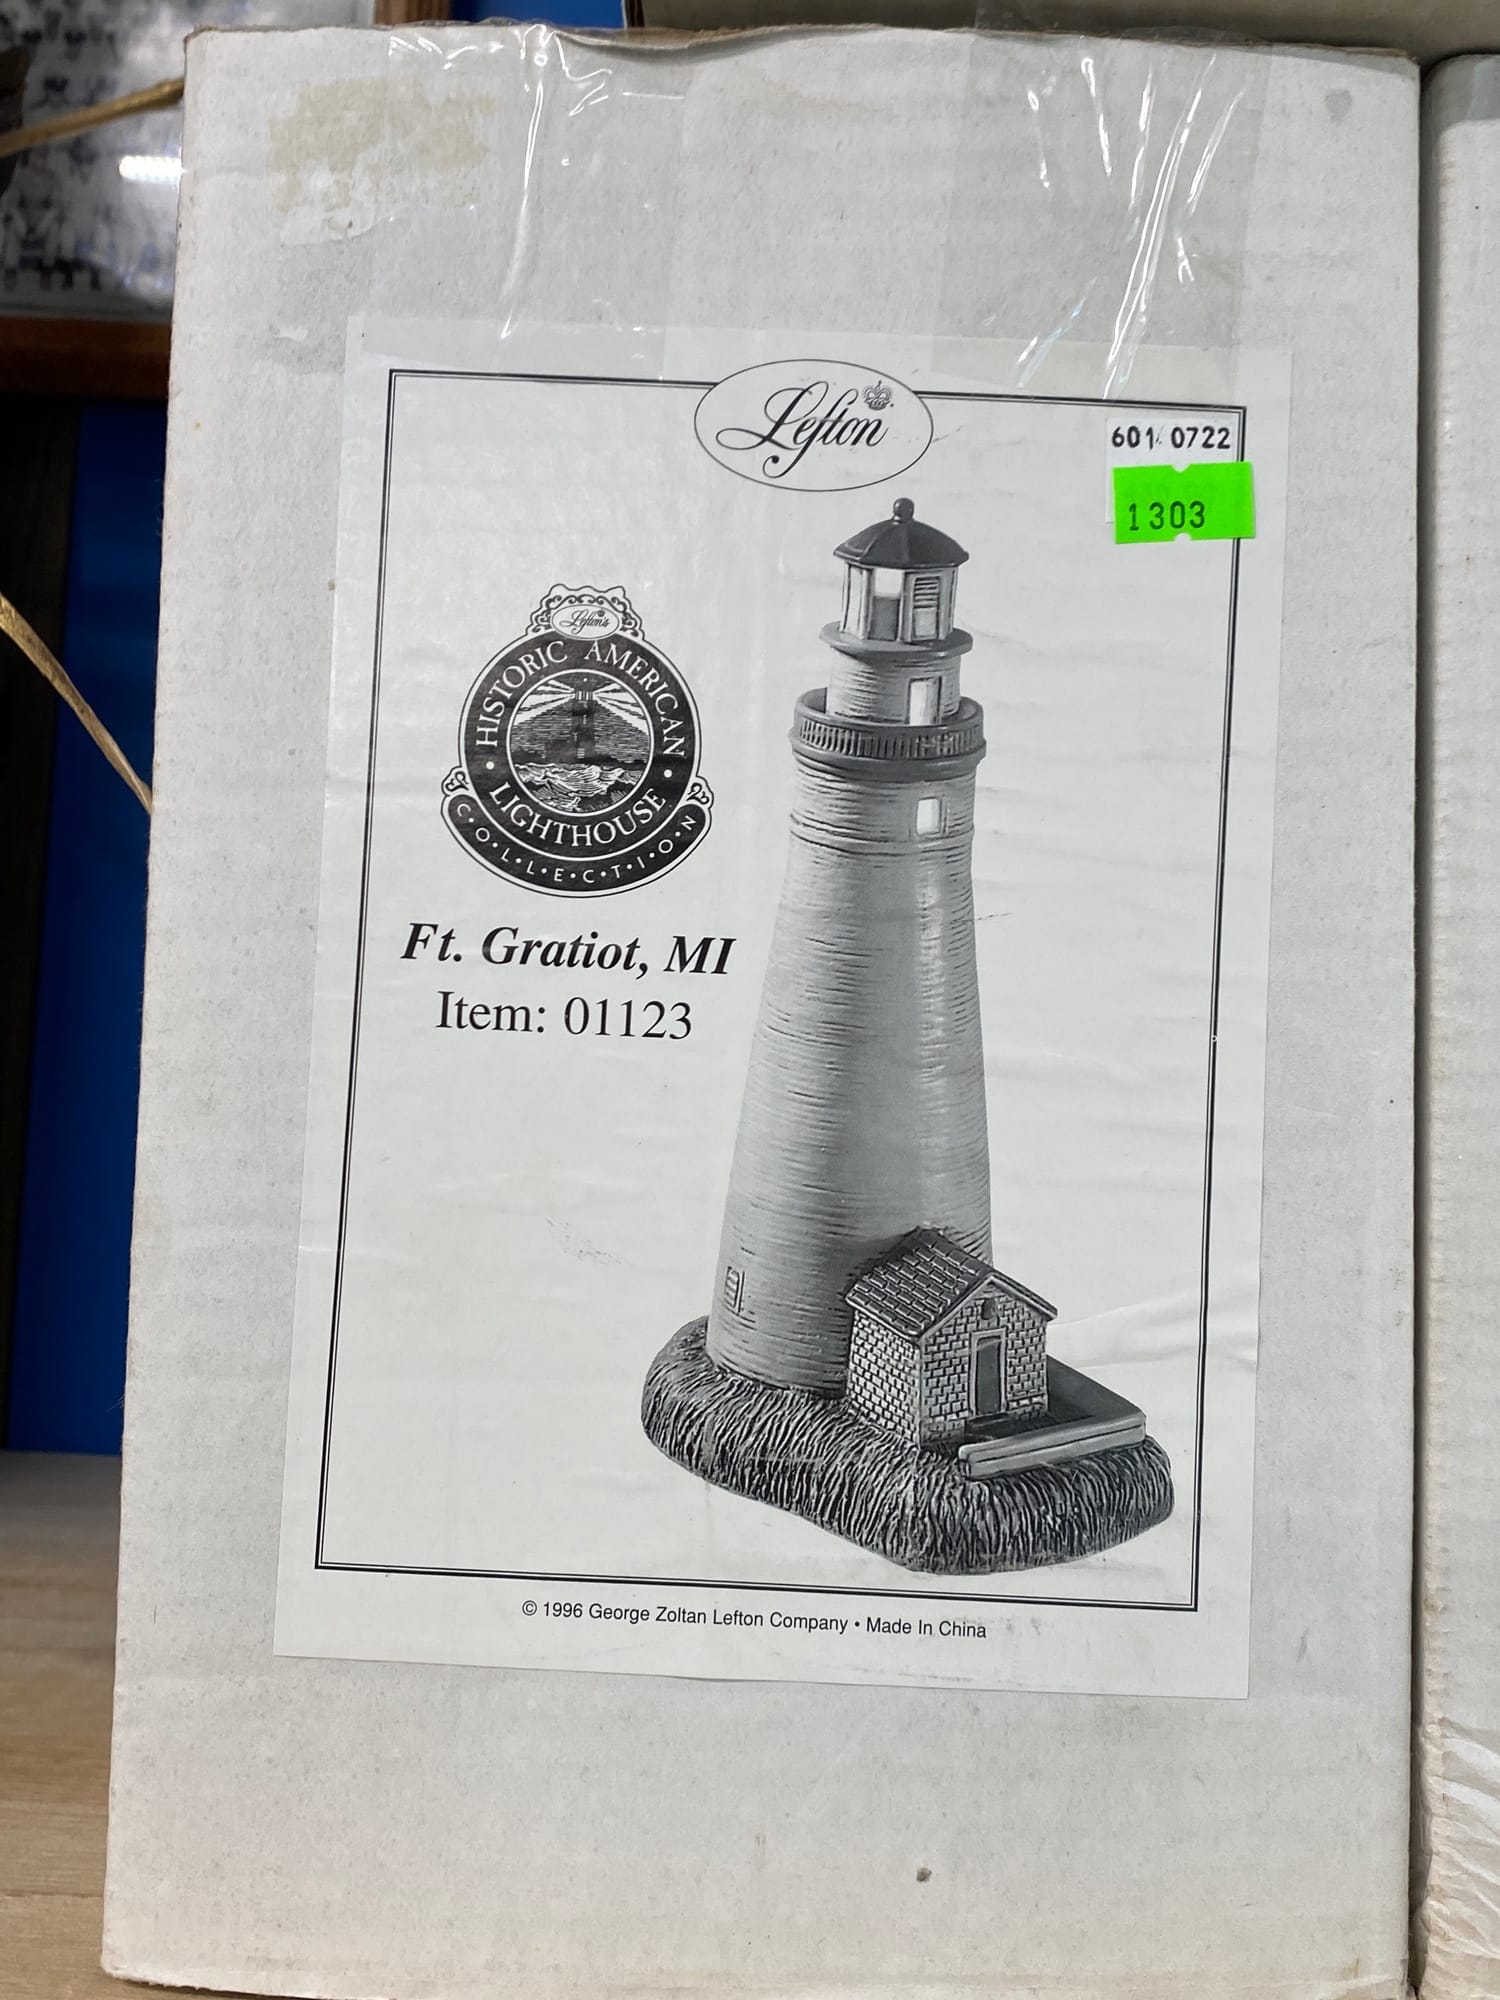 Lefton
601 0722
1303
Lefton's
HISTORIC AMERICAN
LIGHTHOUSE
COLLECTION
Ft. Gratiot, MI
Item: 01123
© 1996 George Zoltan Lefton Company • Made In China